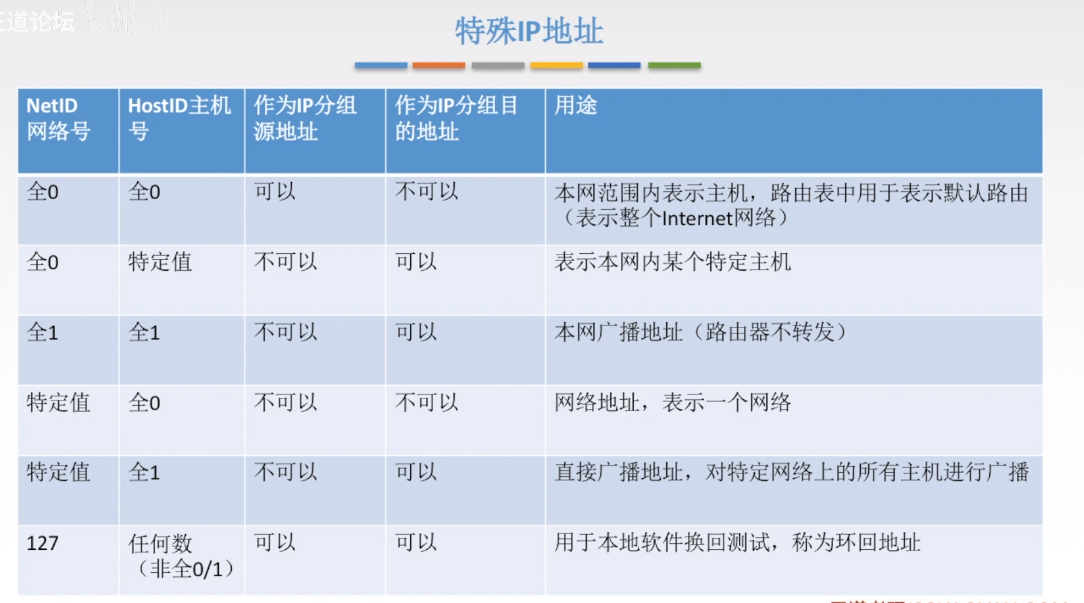 道论坛
特殊IP地址
NetID
网络号
HostID主机
号
作为IP分组
源地址
作为IP分组目
的地址
用途
全0
全0
可以
不可以
本网范围内表示主机，路由表中用于表示默认路由
（表示整个Internet网络）
全0
特定值
不可以
可以
表示本网内某个特定主机
全1
全1
不可以
可以
本网广播地址（路由器不转发）
特定值
全0
不可以
不可以
网络地址，表示一个网络
特定值
全1
不可以
可以
直接广播地址，对特定网络上的所有主机进行广播
127
任何数
（非全0/1）
可以
可以
用于本地软件换回测试，称为环回地址